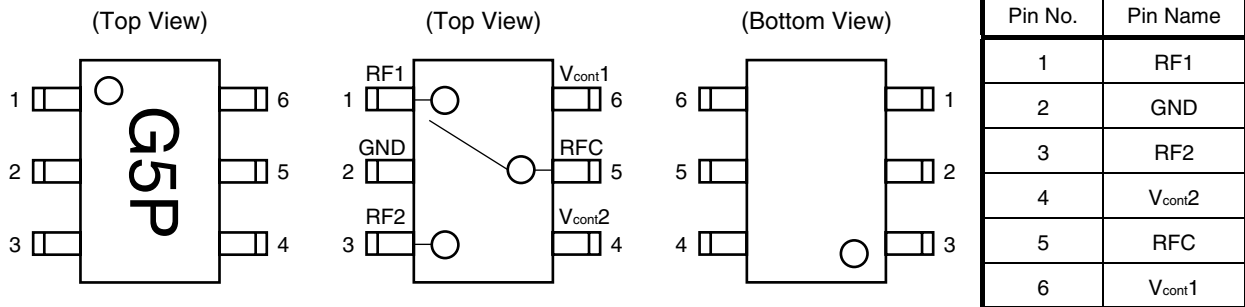 (Top View)
G5P
1
2
3
6
5
4
(Top View)
RF1
1
GND
2
RF2
3
Vcont1
6
RFC
5
Vcont2
4
(Bottom View)
6
5
4
1
2
3
Pin No. Pin Name
1 RF1
2 GND
3 RF2
4 Vcont2
5 RFC
6 Vcont1